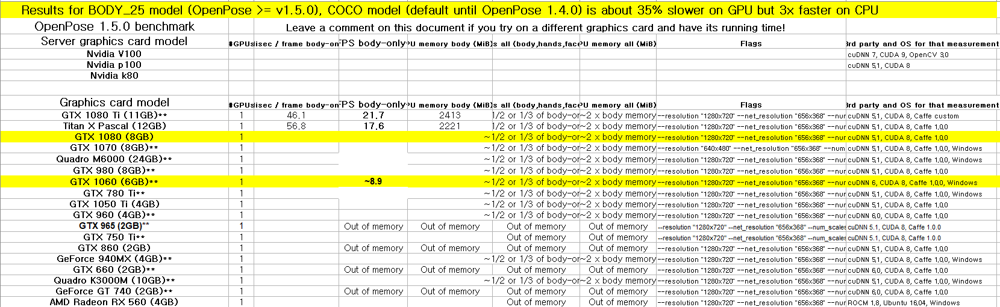 Results for BODY_25 model (OpenPose >= v1.5.0), COCO model (default until OpenPose 1.4.0) is about 35% slower on GPU but 3x faster on CPU
OpenPose 1.5.0 benchmark Leave a comment on this document if you try on a different graphics card and have its running time!
Server graphics card model #GPUs isec / frame body-on FPS body-only PU memory body (MiB) s all (body,hands,face PU memory all (MiB) Flags 3rd party and OS for that measurement
Nvidia V100 cuDNN 7, CUDA 9, OpenCV 3.0
Nvidia p100 cuDNN 5.1, CUDA 8
Nvidia k80
Graphics card model #GPUs isec / frame body-on FPS body-only PU memory body (MiB) s all (body,hands,face PU memory all (MiB) Flags 3rd party and OS for that measurement
GTX 1080 Ti (11GB)** 1 46.1 21.7 2413 1/2 or 1/3 of body-or ~2 x body memory --resolution "1280x720" --net_resolution "656x368" --nur cuDNN 5.1, CUDA 8, Caffe custom
Titan X Pascal (12GB) 1 56.8 17.6 2221 1/2 or 1/3 of body-or ~2 x body memory --resolution "1280x720" --net_resolution "656x368" --nur cuDNN 5.1, CUDA 8, Caffe 1.0.0
GTX 1080 (8GB) 1 ~1/2 or 1/3 of body-or ~2 x body memory --resolution "1280x720" --net_resolution "656x368" --nur cuDNN 5.1, CUDA 8, Caffe 1.0.0
GTX 1070 (8GB)** 1 ~1/2 or 1/3 of body-or ~2 x body memory --resolution "640x480" --net_resolution "656x368" --num cuDNN 5.1, CUDA 8, Caffe 1.0.0, Windows
Quadro M6000 (24GB)** 1 ~1/2 or 1/3 of body-or ~2 x body memory --resolution "1280x720" --net_resolution "656x368" --nur cuDNN 5.1, CUDA 8, Caffe 1.0.0, Windows
GTX 980 (8GB)** 1 ~1/2 or 1/3 of body-or ~2 x body memory --resolution "1280x720" --net_resolution "656x368" --nur cuDNN 5.1, CUDA 8, Caffe 1.0.0
GTX 1060 (6GB)** 1 ~8.9 ~1/2 or 1/3 of body-or ~2 x body memory --resolution "1280x720" --net_resolution "656x368" --nur cuDNN 6, CUDA 8, Caffe 1.0.0, Windows
GTX 780 Ti** 1 ~1/2 or 1/3 of body-or ~2 x body memory --resolution "1280x720" --net_resolution "656x368" --nur cuDNN 5.1, CUDA 8, Caffe 1.0.0, Windows
GTX 1050 Ti (4GB) 1 ~1/2 or 1/3 of body-or ~2 x body memory --resolution "1280x720" --net_resolution "656x368" --nur cuDNN 5.1, CUDA 8, Caffe 1.0.0
GTX 960 (4GB)** 1 ~1/2 or 1/3 of body-or ~2 x body memory --resolution "1280x720" --net_resolution "656x368" --nur cuDNN 6.0, CUDA 8, Caffe 1.0.0
GTX 965 (2GB)** 1 Out of memory Out of memory Out of memory Out of memory --resolution "1280x720" --net_resolution "656x368" --num_scales cuDNN 5.1, CUDA 8, Caffe 1.0.0
GTX 750 Ti** 1 Out of memory Out of memory --resolution "1280x720" --net_resolution "656x368" --num_scales cuDNN 5.1, CUDA 8, Caffe 1.0.0
GTX 860 (2GB) 1 Out of memory Out of memory Out of memory Out of memory --resolution "1280x720" --net_resolution "656x368" --nur cuDNN 5.1, CUDA 8, Caffe 1.0.0
GeForce 940MX (4GB)** 1 ~1/2 or 1/3 of body-or ~2 x body memory --resolution "1280x720" --net_resolution "656x368" --nur cuDNN 5.1, CUDA 8, Caffe 1.0.0, Windows
GTX 660 (2GB)** 1 Out of memory Out of memory Out of memory Out of memory --resolution "1280x720" --net_resolution "656x368" --nur cuDNN 6.0, CUDA 8, Caffe 1.0.0
Quadro K3000M (10GB)** 1 ~1/2 or 1/3 of body-or ~2 x body memory --resolution "1280x720" --net_resolution "656x368" --nur cuDNN 5.1, CUDA 8, Caffe 1.0.0, Windows
GeForce GT 740 (2GB)** 1 Out of memory Out of memory Out of memory Out of memory --resolution "1280x720" --net_resolution "656x368" --nur cuDNN 6.0, CUDA 8, Caffe 1.0.0
AMD Radeon RX 560 (4GB) 1 Out of memory Out of memory --resolution "1280x720" --net_resolution "656x368" --nur ROCM 1.8, Ubuntu 16.04, Windows